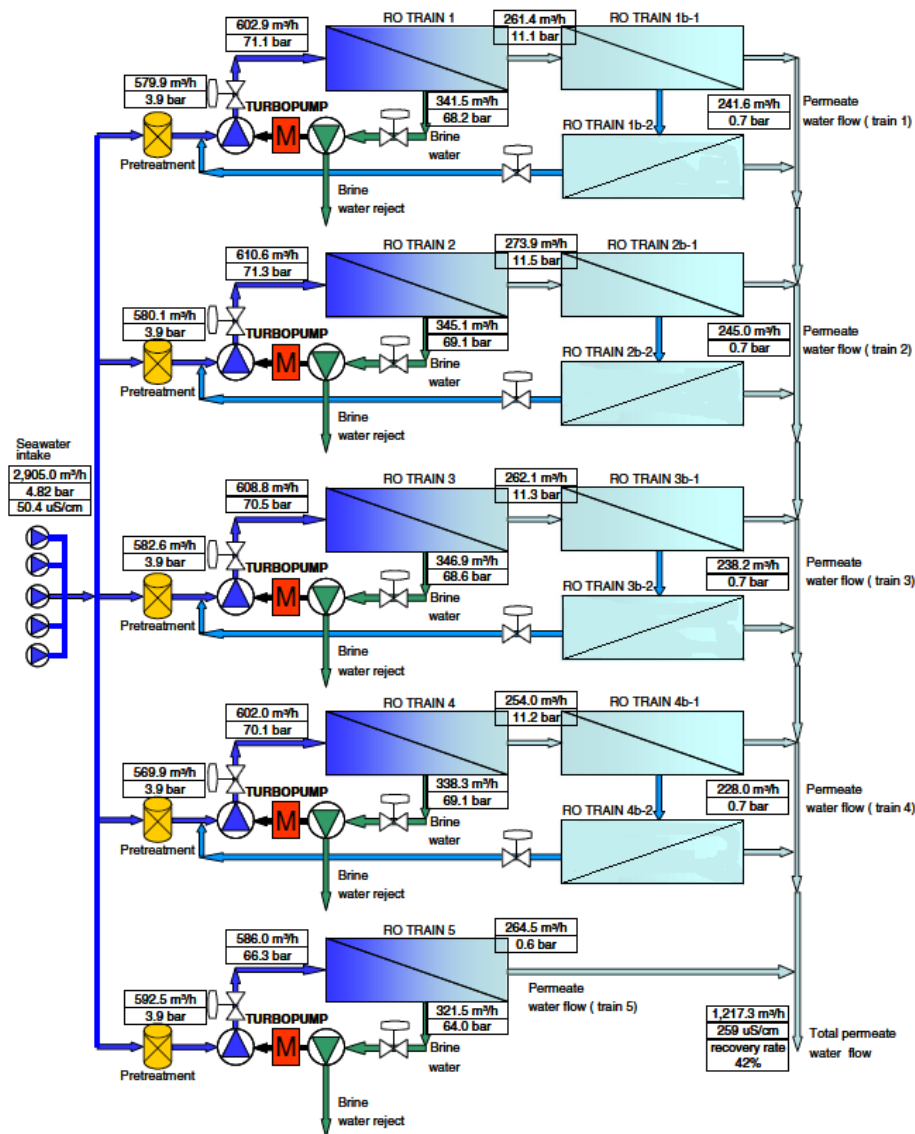 RO TRAIN 1
RO TRAIN 1b-1
602.9 m³/h
71.1 bar
261.4 m³/h
11.1 bar
579.9 m³/h
3.9 bar
TURBOPUMP
M
341.5 m³/h
68.2 bar
241.6 m³/h
0.7 bar
Permeate
water flow ( train 1)
Pretreatment
Brine
water
RO TRAIN 1b-2
Brine
water reject
RO TRAIN 2
RO TRAIN 2b-1
610.6 m³/h
71.3 bar
273.9 m³/h
11.5 bar
580.1 m³/h
3.9 bar
TURBOPUMP
M
345.1 m³/h
69.1 bar
245.0 m³/h
0.7 bar
Permeate
water flow ( train 2)
Pretreatment
Brine
water
RO TRAIN 2b-2
Brine
water reject
Seawater
intake
2,905.0 m³/h
4.82 bar
50.4 uS/cm
RO TRAIN 3
RO TRAIN 3b-1
608.8 m³/h
70.5 bar
262.1 m³/h
11.3 bar
582.6 m³/h
3.9 bar
TURBOPUMP
M
346.9 m³/h
68.6 bar
238.2 m³/h
0.7 bar
Permeate
water flow ( train 3)
Pretreatment
Brine
water
RO TRAIN 3b-2
Brine
water reject
RO TRAIN 4
RO TRAIN 4b-1
602.0 m³/h
70.1 bar
254.0 m³/h
11.2 bar
569.9 m³/h
3.9 bar
TURBOPUMP
M
338.3 m³/h
69.1 bar
228.0 m³/h
0.7 bar
Permeate
water flow ( train 4)
Pretreatment
Brine
water
RO TRAIN 4b-2
Brine
water reject
RO TRAIN 5
586.0 m³/h
66.3 bar
264.5 m³/h
0.6 bar
592.5 m³/h
3.9 bar
TURBOPUMP
M
321.5 m³/h
64.0 bar
Permeate
water flow ( train 5)
Pretreatment
Brine
water
Brine
water reject
1,217.3 m³/h
259 uS/cm
recovery rate
42%
Total permeate
water flow